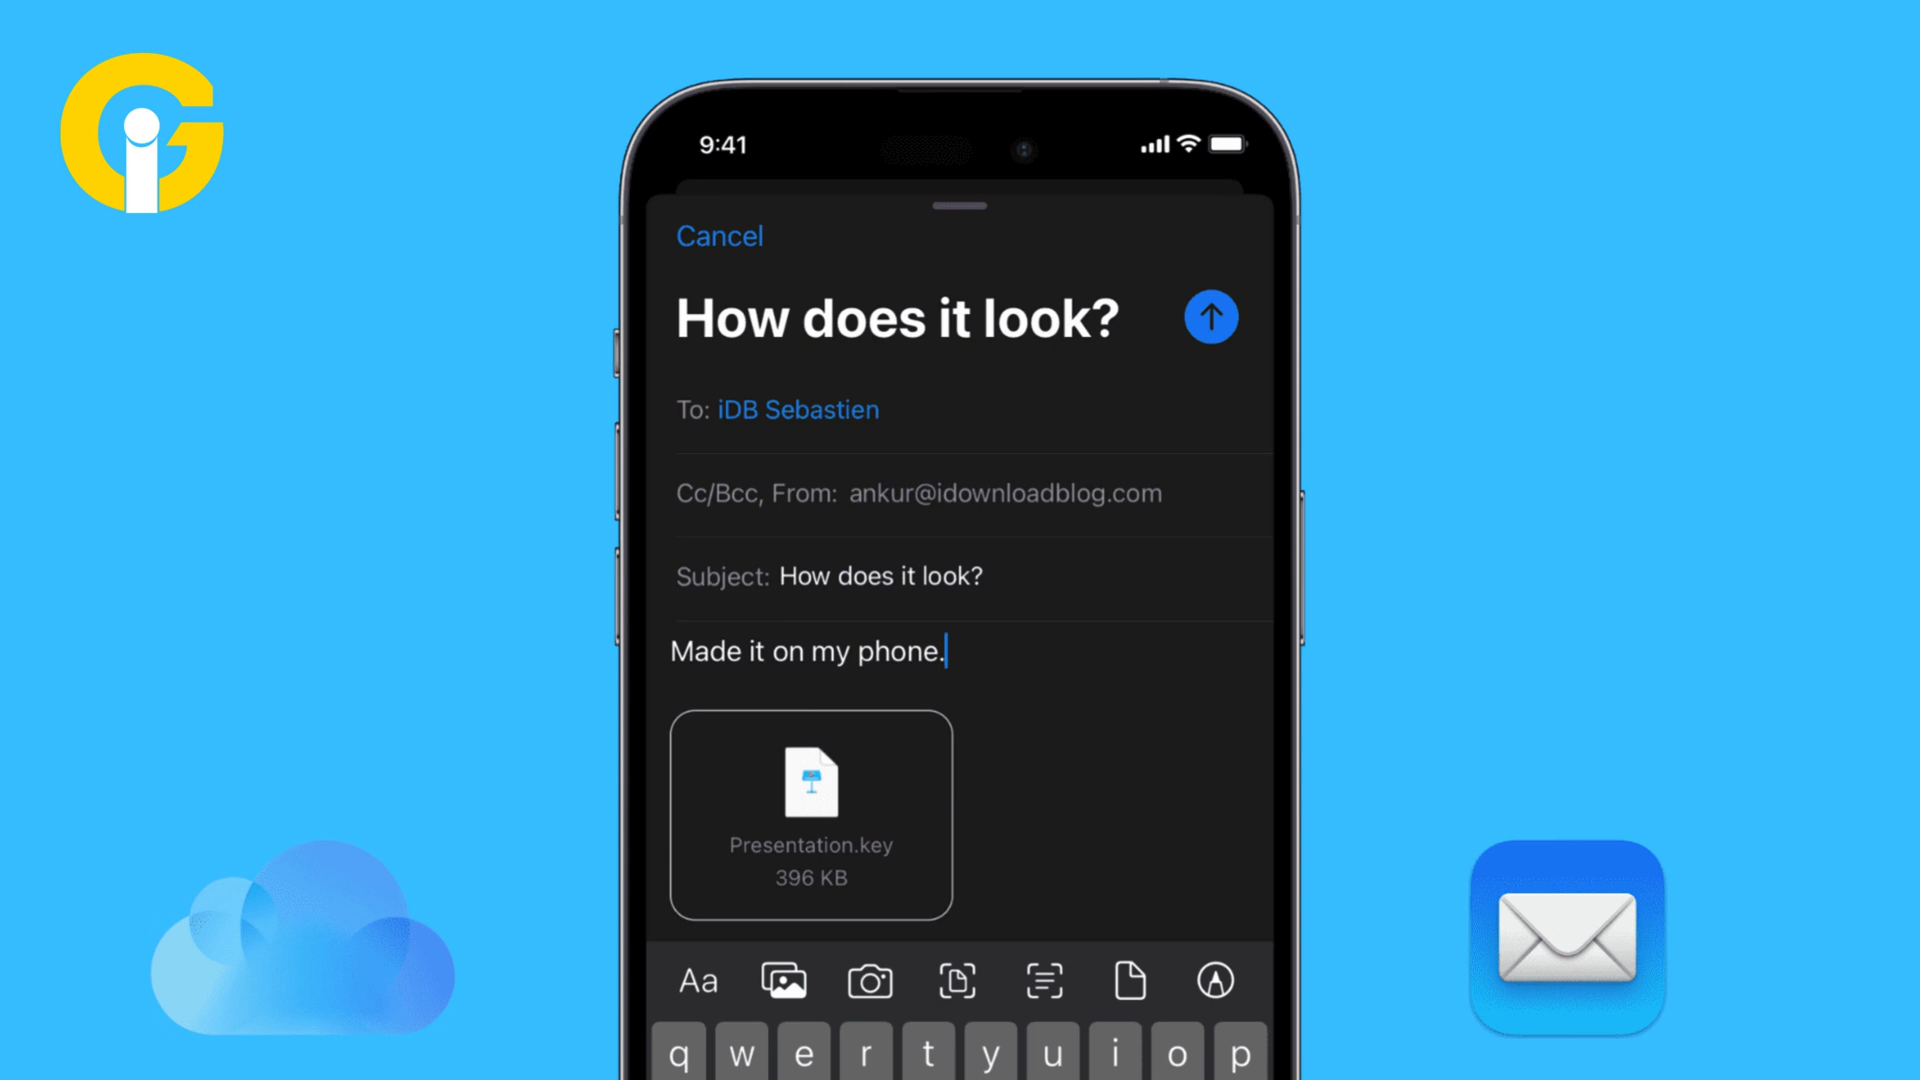 Gi
9:41
Cancel
How does it look?
To: iDB Sebastien
Cc/Bcc, From: ankur@idownloadblog.com
Subject: How does it look?
Made it on my phone.
Presentation.key
396 KB
Aa
q w e r t y u i o p